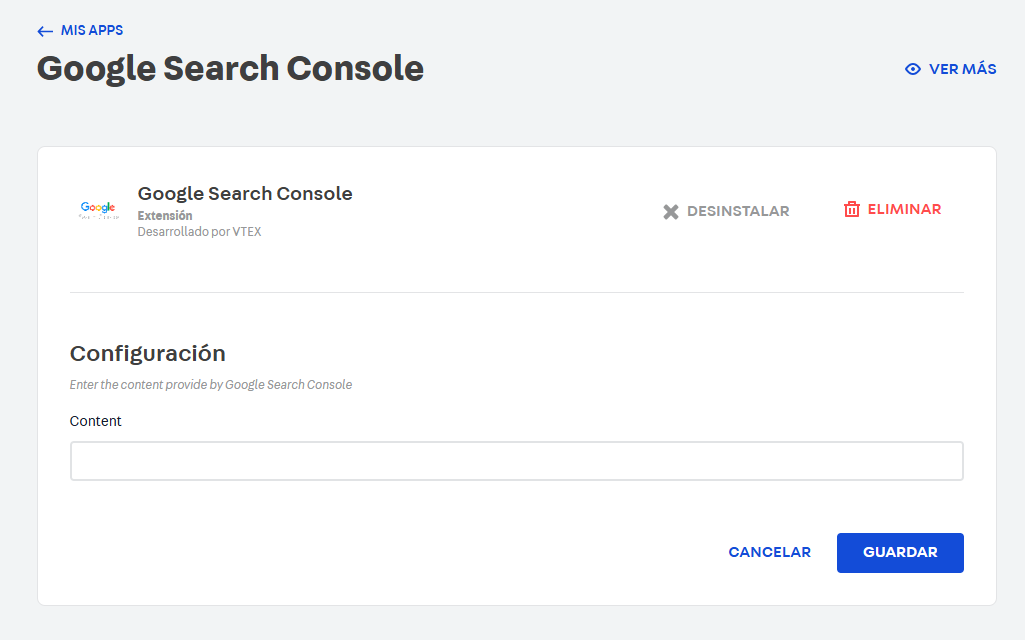 MIS APPS
Google Search Console
VER MÁS
Google
Google Search Console
Extensión
Desarrollado por VTEX
DESINSTALAR
ELIMINAR
Configuración
Enter the content provide by Google Search Console
Content
CANCELAR
GUARDAR